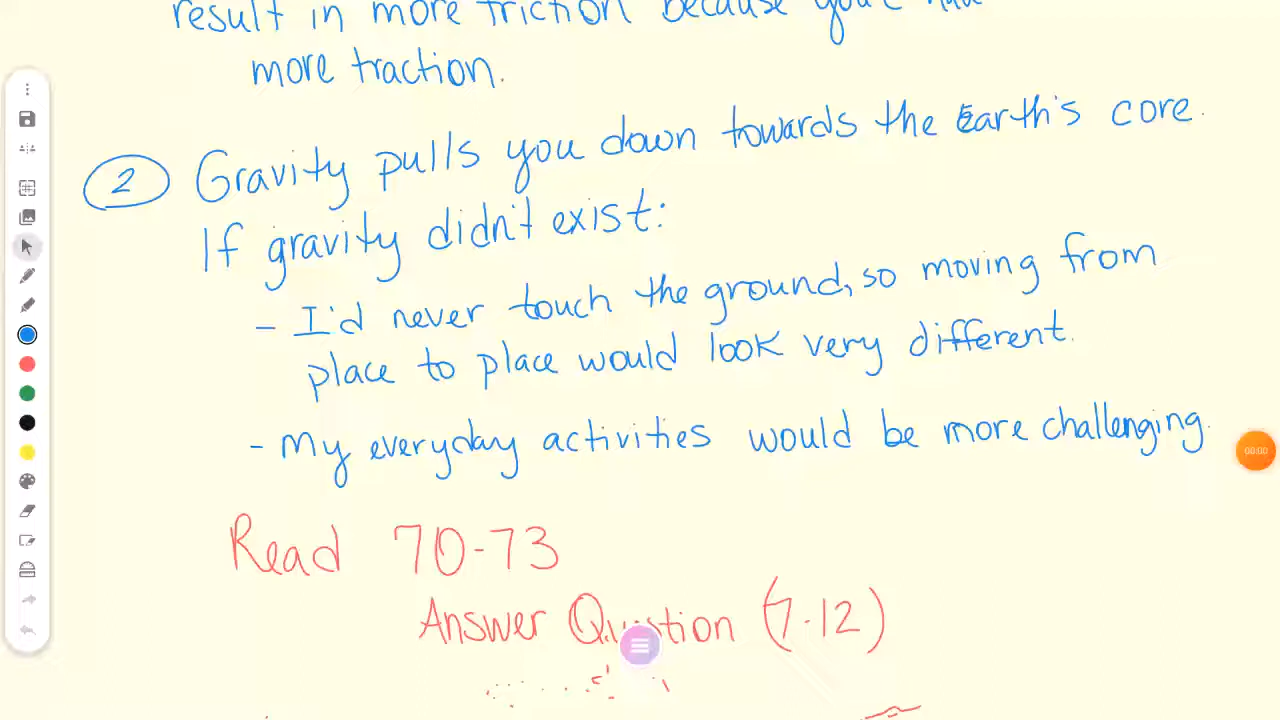 result in more friction because you
more traction.
2 Gravity pulls you down towards the Earth's core.
If gravity didn't exist:
- I'd never touch the ground, so moving from
place to place would look very different.
- My everyday activities would be more challenging.
Read 70-73
Answer Question (7-12)
00:00